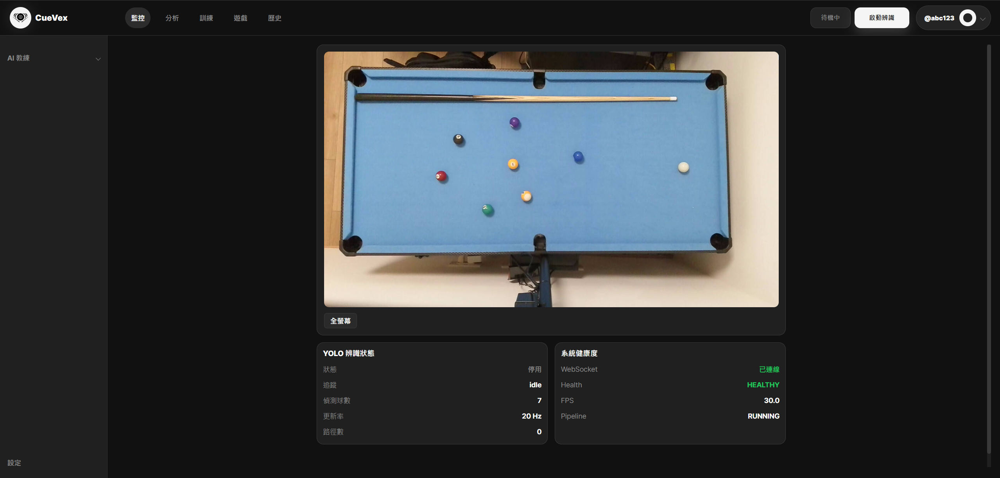 CueVex
監控
分析
訓練
遊戲
歷史
待機中
啟動辨識
@abc123
AI 教練
全螢幕
YOLO 辨識狀態
狀態 停用
追蹤 idle
偵測球數 7
更新率 20 Hz
路徑數 0
系統健康度
WebSocket 已連線
Health HEALTHY
FPS 30.0
Pipeline RUNNING
設定